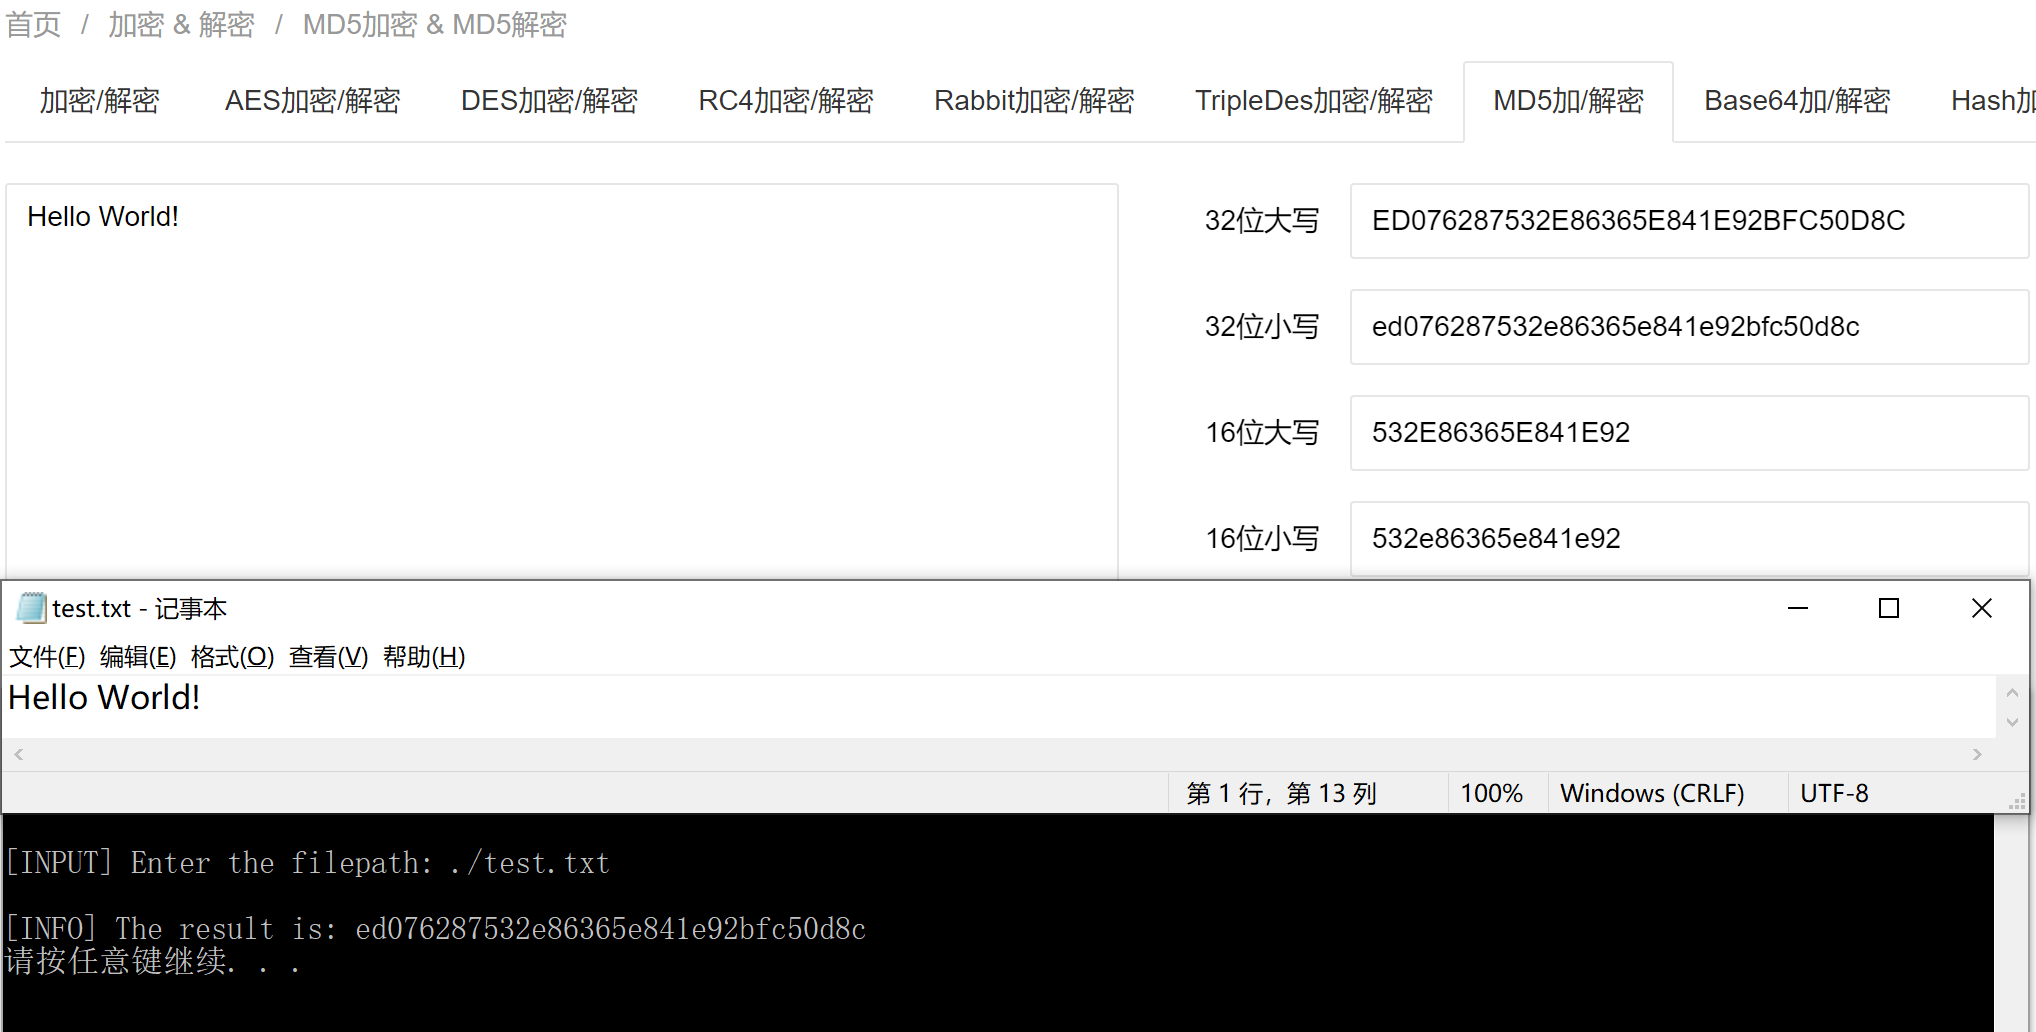 首页 / 加密 & 解密 / MD5加密 & MD5解密
加密/解密 AES加密/解密 DES加密/解密 RC4加密/解密 Rabbit加密/解密 TripleDes加密/解密 MD5加/解密 Base64加/解密 Hash加
Hello World!
32位大写 ED076287532E86365E841E92BFC50D8C
32位小写 ed076287532e86365e841e92bfc50d8c
16位大写 532E86365E841E92
16位小写 532e86365e841e92
test.txt - 记事本
文件(F) 编辑(E) 格式(O) 查看(V) 帮助(H)
Hello World!
第 1 行，第 13 列 100% Windows (CRLF) UTF-8
[INPUT] Enter the filepath: ./test.txt
[INFO] The result is: ed076287532e86365e841e92bfc50d8c
请按任意键继续. . .